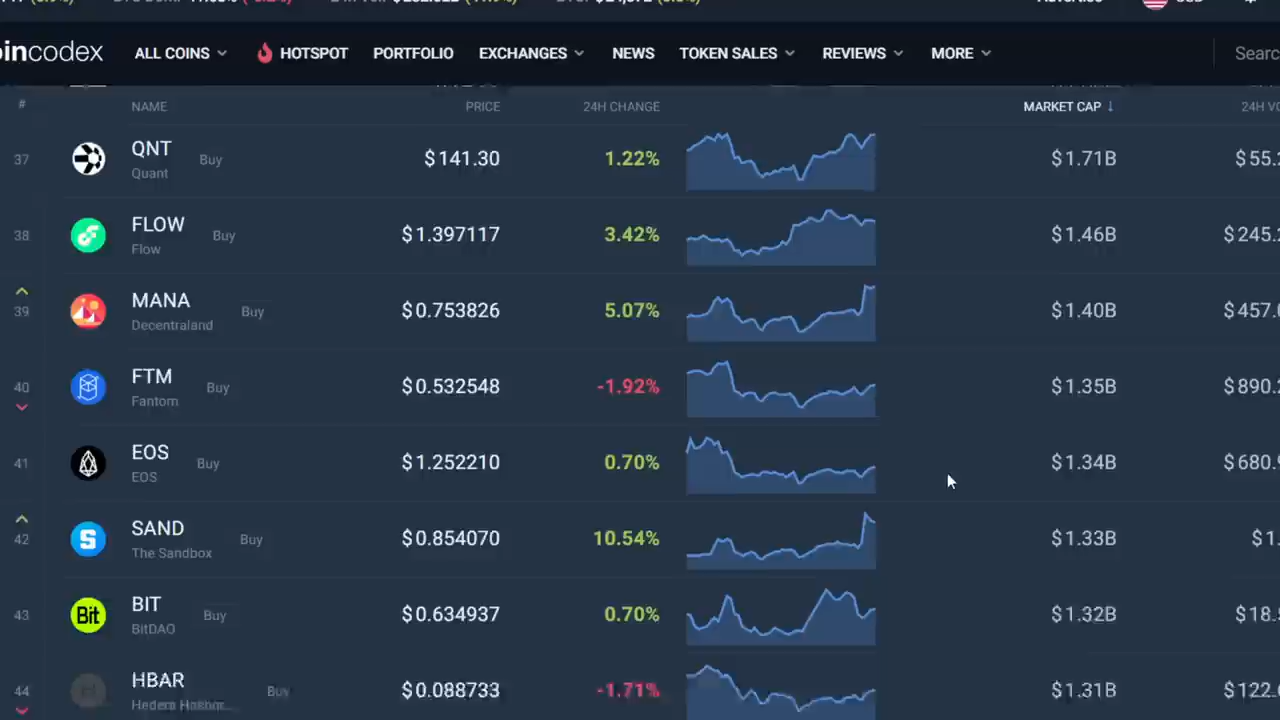 incodex ALL COINS HOTSPOT PORTFOLIO EXCHANGES NEWS TOKEN SALES REVIEWS MORE Searc
# NAME PRICE 24H CHANGE MARKET CAP ↓ 24H VO
37 QNT Buy $141.30 1.22% $1.71B $55.2
Quant
38 FLOW Buy $1.397117 3.42% $1.46B $245.2
Flow
39 MANA Buy $0.753826 5.07% $1.40B $457.0
Decentraland
40 FTM Buy $0.532548 -1.92% $1.35B $890.2
Fantom
41 EOS Buy $1.252210 0.70% $1.34B $680.9
EOS
42 SAND Buy $0.854070 10.54% $1.33B $1.
The Sandbox
43 BIT Buy $0.634937 0.70% $1.32B $18.5
BitDAO
Bit
44 HBAR Buy $0.088733 -1.71% $1.31B $122.6
Hedera Hashgr...